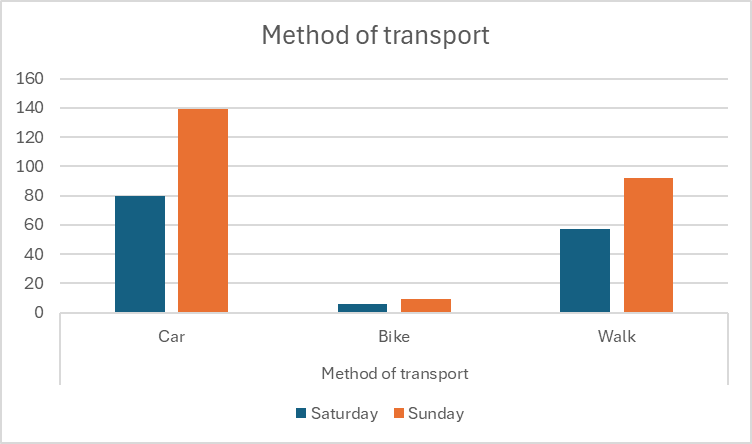 Method of transport
160
140
120
100
80
60
40
20
0
Car Bike Walk
Method of transport
Saturday Sunday